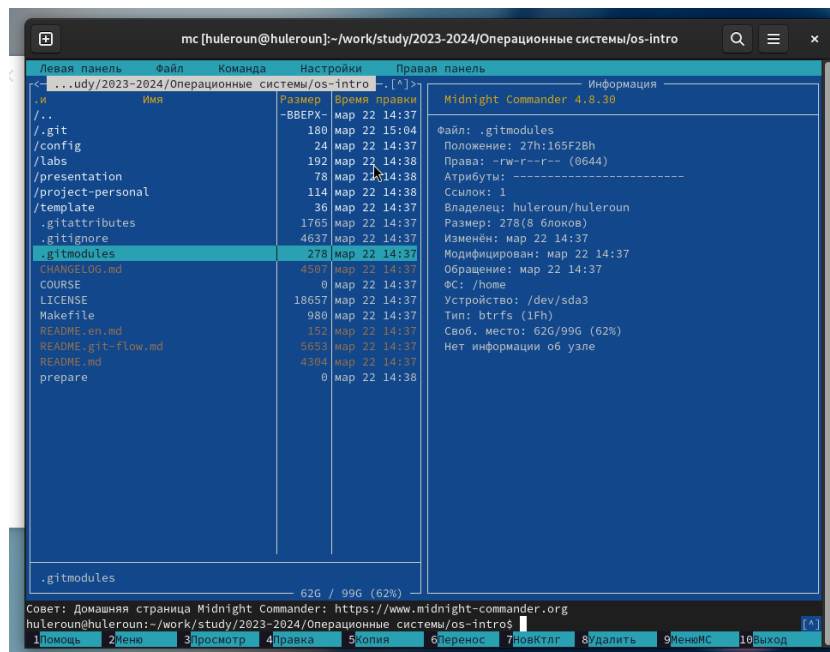 mc [huleroun@huleroun]:~/work/study/2023-2024/Операционные системы/os-intro
Левая панель Файл Команда Настройки Правая панель
<— ...udy/2023-2024/Операционные системы/os-intro —.[^]>
.и Имя Размер Время правки
/.. -ВВЕРХ- мар 22 14:37
/.git 180 мар 22 15:04
/config 24 мар 22 14:37
/labs 192 мар 22 14:38
/presentation 78 мар 22 14:38
/project-personal 114 мар 22 14:38
/template 36 мар 22 14:37
.gitattributes 1765 мар 22 14:37
.gitignore 4637 мар 22 14:37
.gitmodules 278 мар 22 14:37
CHANGELOG.md 4507 мар 22 14:37
COURSE 0 мар 22 14:37
LICENSE 18657 мар 22 14:37
Makefile 980 мар 22 14:37
README.en.md 152 мар 22 14:37
README.git-flow.md 5653 мар 22 14:37
README.md 4304 мар 22 14:37
prepare 0 мар 22 14:38
.gitmodules
62G / 99G (62%)
Информация
Midnight Commander 4.8.30
Файл: .gitmodules
Положение: 27h:165F2Bh
Права: -rw-r--r-- (0644)
Атрибуты: -------------------------
Ссылок: 1
Владелец: huleroun/huleroun
Размер: 278(8 блоков)
Изменён: мар 22 14:37
Модифицирован: мар 22 14:37
Обращение: мар 22 14:37
ФС: /home
Устройство: /dev/sda3
Тип: btrfs (1Fh)
Своб. место: 62G/99G (62%)
Нет информации об узле
Совет: Домашняя страница Midnight Commander: https://www.midnight-commander.org
huleroun@huleroun:~/work/study/2023-2024/Операционные системы/os-intro$ [^]
1Помощь 2Меню 3Просмотр 4Правка 5Копия 6Перенос 7НовКтлг 8Удалить 9МенюMC 10Выход